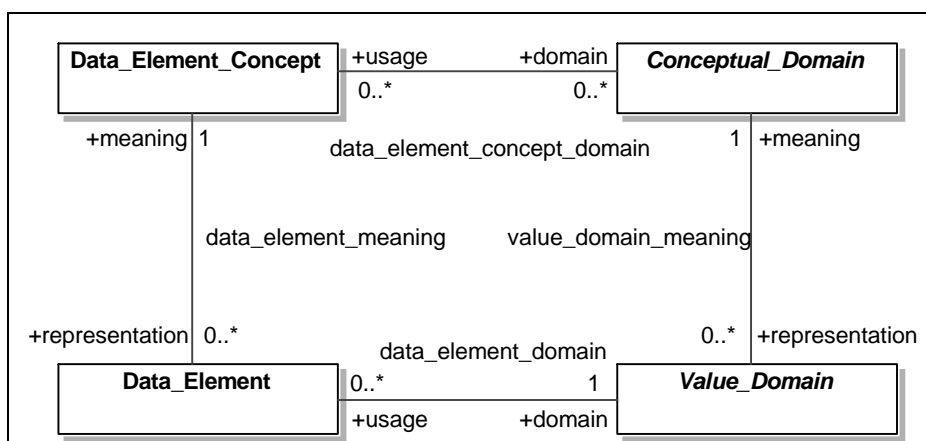 Data_Element_Concept +usage +domain Conceptual_Domain
0..* 0..*
+meaning 1 data_element_concept_domain 1 +meaning
data_element_meaning value_domain_meaning
+representation 0..* 0..* +representation
data_element_domain
Data_Element 0..* 1 Value_Domain
+usage +domain